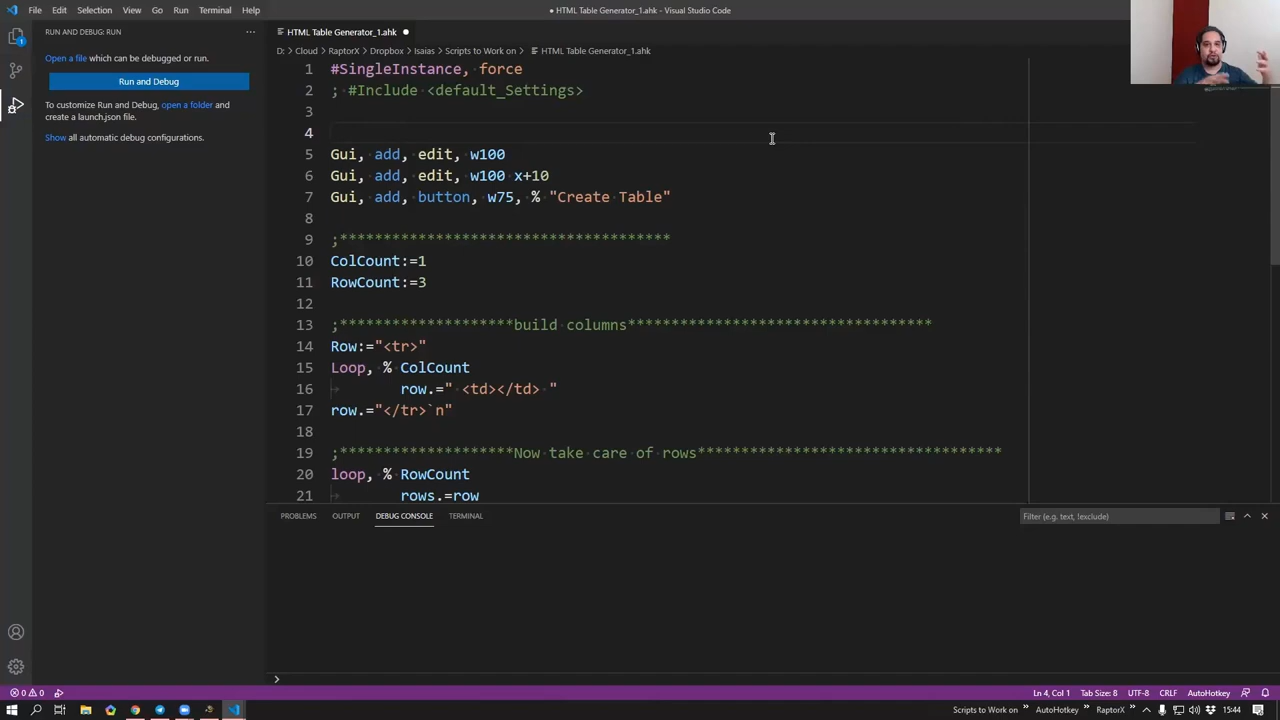 File Edit Selection View Go Run Terminal Help
● HTML Table Generator_1.ahk - Visual Studio Code
RUN AND DEBUG: RUN
Open a file which can be debugged or run.
Run and Debug
To customize Run and Debug, open a folder and
create a launch.json file.
Show all automatic debug configurations.
HTML Table Generator_1.ahk ●
D: > Cloud > RaptorX > Dropbox > Isaias > Scripts to Work on > HTML Table Generator_1.ahk
1 #SingleInstance, force
2 ; #Include <default_Settings>
3
4
5 Gui, add, edit, w100
6 Gui, add, edit, w100 x+10
7 Gui, add, button, w75, % "Create Table"
8
9 ;**************************************
10 ColCount:=1
11 RowCount:=3
12
13 ;********************build columns***********************************
14 Row:="<tr>"
15 Loop, % ColCount
16 row.=" <td></td> "
17 row.="</tr>`n"
18
19 ;********************Now take care of rows***********************************
20 loop, % RowCount
21 rows.=row
PROBLEMS OUTPUT DEBUG CONSOLE TERMINAL
Filter (e.g. text, !exclude)
0 0
Ln 4, Col 1 Tab Size: 8 UTF-8 CRLF AutoHotkey
Scripts to Work on » AutoHotkey » RaptorX » 15:44